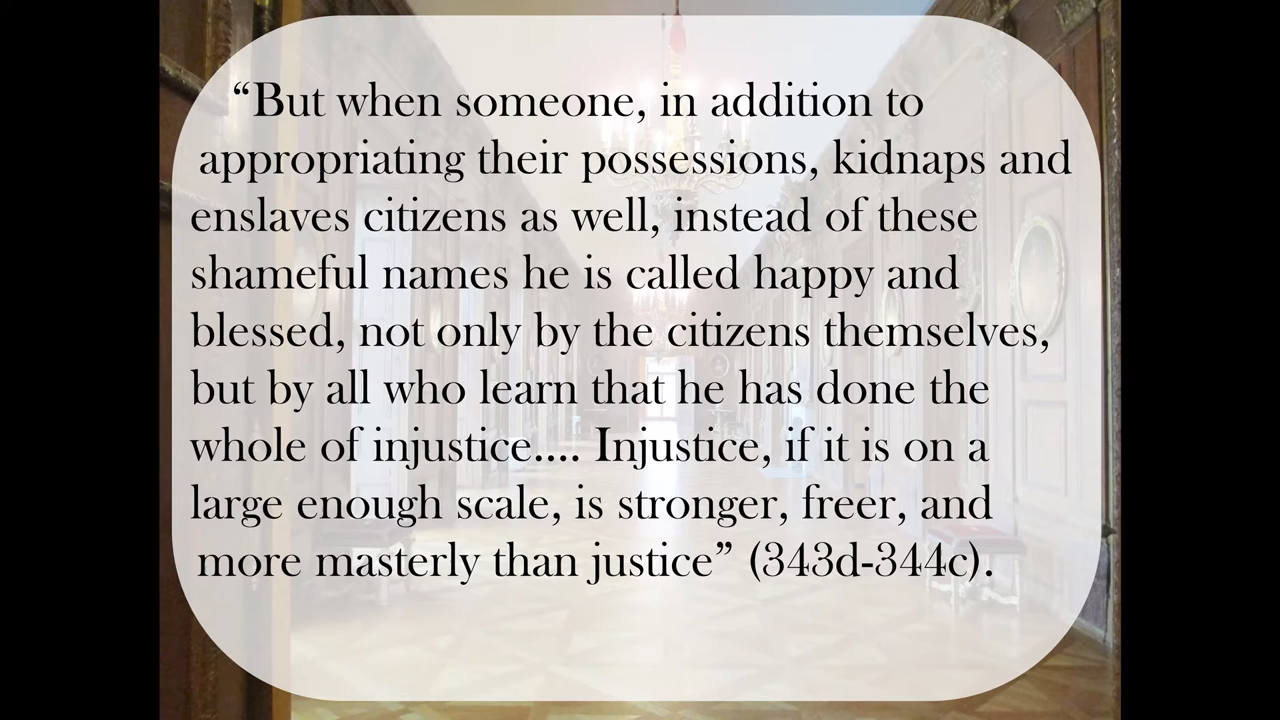 “But when someone, in addition to
appropriating their possessions, kidnaps and
enslaves citizens as well, instead of these
shameful names he is called happy and
blessed, not only by the citizens themselves,
but by all who learn that he has done the
whole of injustice.... Injustice, if it is on a
large enough scale, is stronger, freer, and
more masterly than justice” (343d-344c).